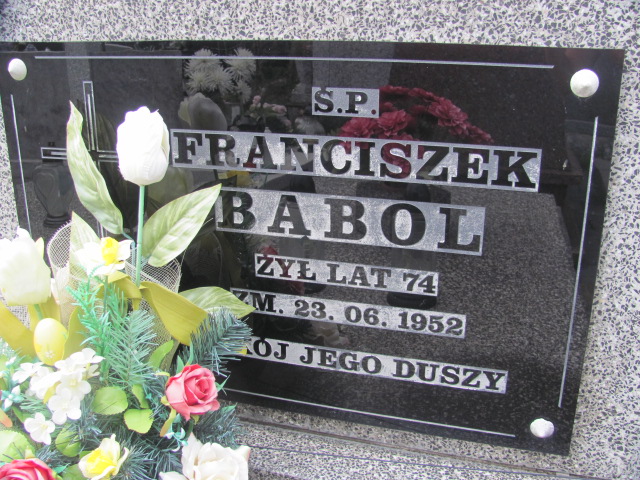 Ś.P.
FRANCISZEK
BABOL
ŻYŁ LAT 74
ZM. 23. 06. 1952
JEGO DUSZY